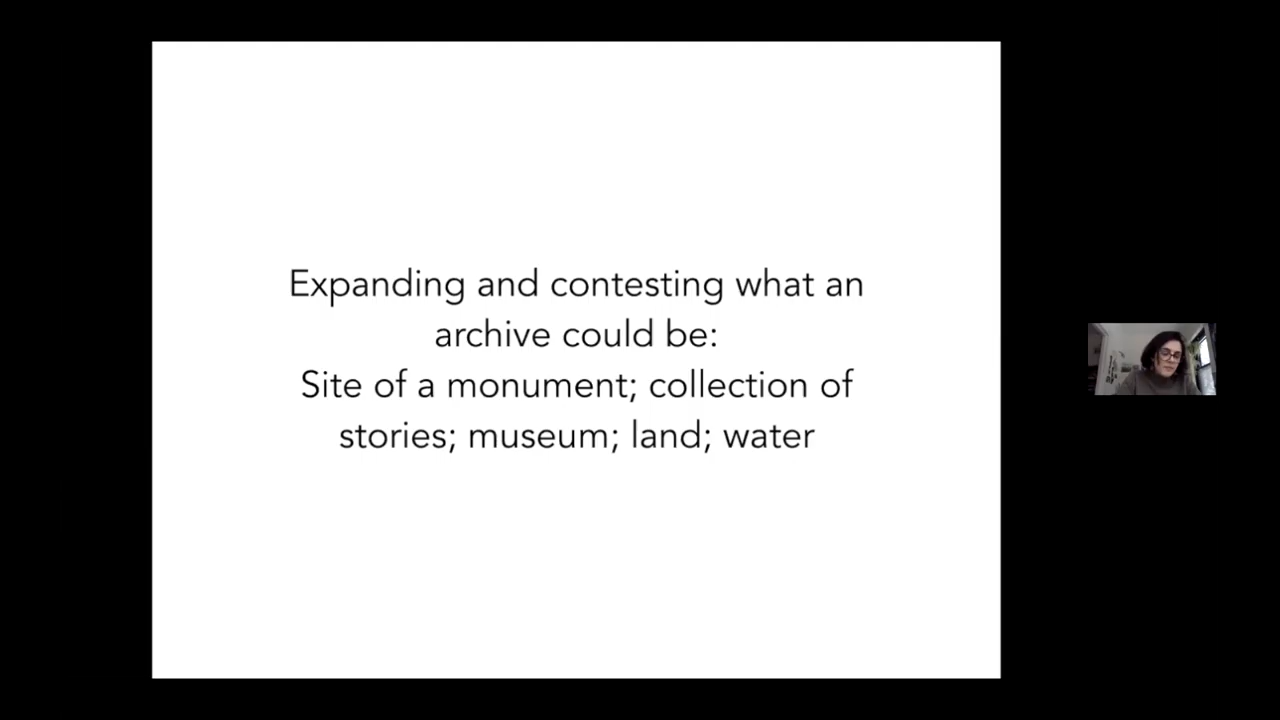 Expanding and contesting what an
archive could be:
Site of a monument; collection of
stories; museum; land; water